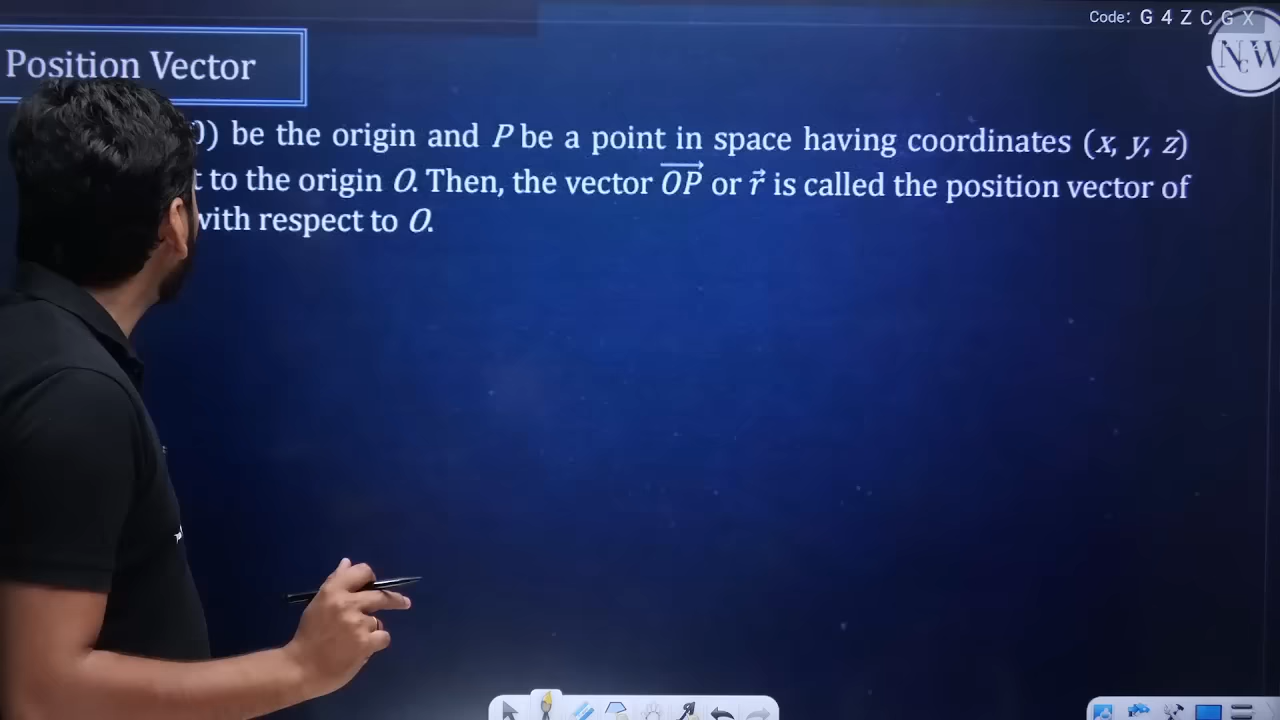 Code: G 4 Z C G X
Position Vector
0) be the origin and P be a point in space having coordinates (x, y, z)
t to the origin O. Then, the vector \overrightarrow{OP} or \vec{r} is called the position vector of
with respect to O.